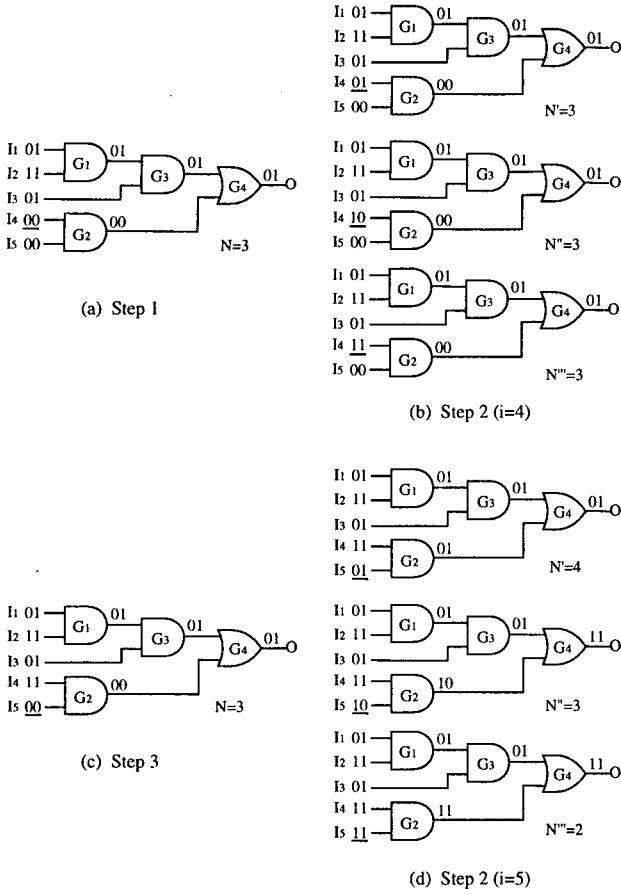 I1 01
I2 11
I3 01
I4 00
I5 00
G1
01
G3
01
G4
01
O
G2
00
N=3
(a) Step 1
I1 01
I2 11
I3 01
I4 01
I5 00
G1
01
G3
01
G4
01
O
G2
00
N'=3
I1 01
I2 11
I3 01
I4 10
I5 00
G1
01
G3
01
G4
01
O
G2
00
N"=3
I1 01
I2 11
I3 01
I4 11
I5 00
G1
01
G3
01
G4
01
O
G2
00
N'"=3
(b) Step 2 (i=4)
I1 01
I2 11
I3 01
I4 11
I5 00
G1
01
G3
01
G4
01
O
G2
00
N=3
(c) Step 3
I1 01
I2 11
I3 01
I4 11
I5 01
G1
01
G3
01
G4
01
O
G2
01
N'=4
I1 01
I2 11
I3 01
I4 11
I5 10
G1
01
G3
01
G4
11
O
G2
10
N"=3
I1 01
I2 11
I3 01
I4 11
I5 11
G1
01
G3
01
G4
11
O
G2
11
N'"=2
(d) Step 2 (i=5)